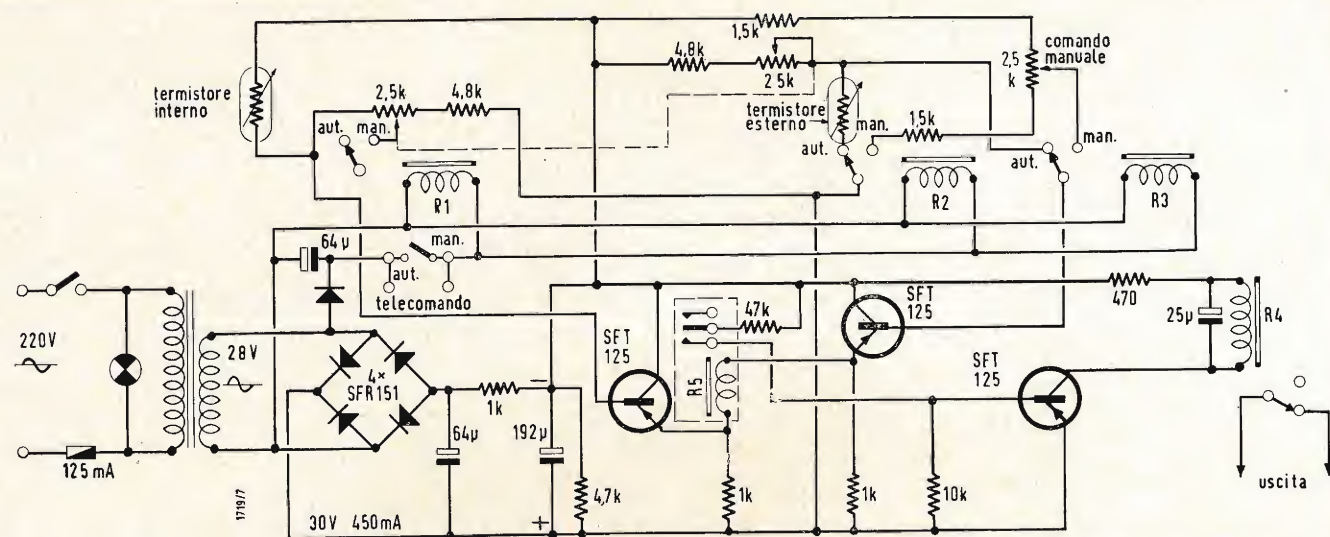 1,5k
comando
manuale
4,8k
2,5
k
2 5k
termistore
interno
2,5k
4,8k
termistore
esterno
man.
1,5k
aut.
man.
aut.
man.
aut.
R1
R2
R3
64µ
man.
aut.
telecomando
220V
28V
4×
SFR151
47k
SFT
125
SFT
125
SFT
125
470
25µ
R4
R5
1k
64µ
192µ
−
+
125 mA
4,7k
1k
1k
10k
uscita
1719/7
30V 450mA